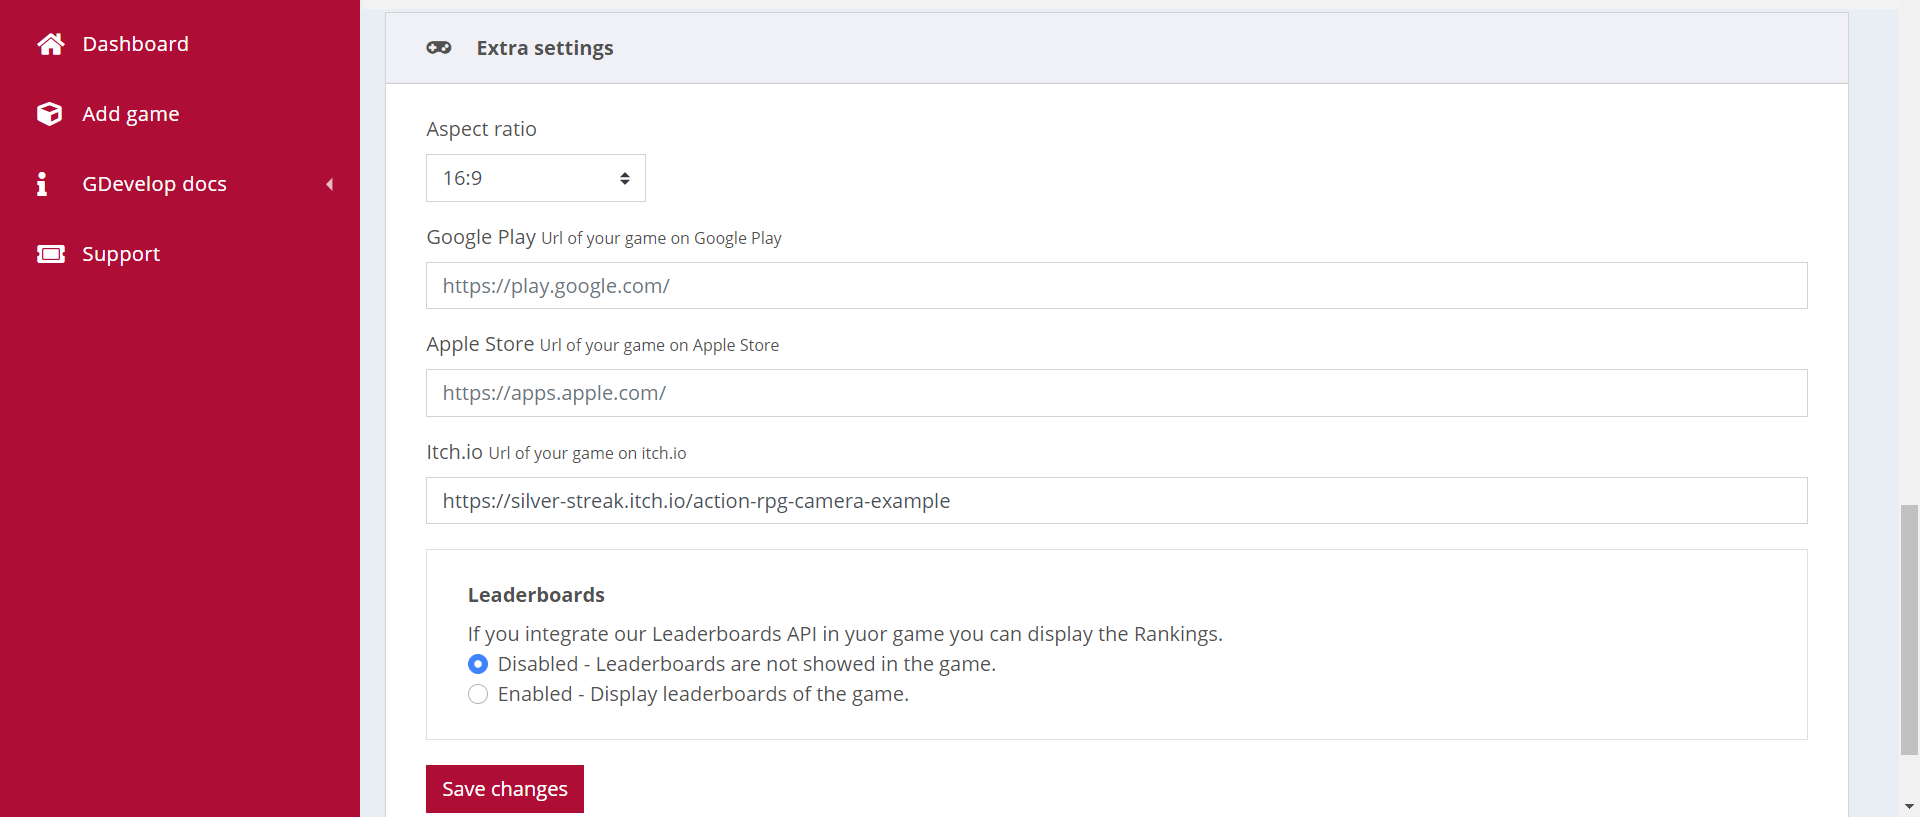 Dashboard
Add game
GDevelop docs
Support
Extra settings
Aspect ratio
16:9
Google Play Url of your game on Google Play
https://play.google.com/
Apple Store Url of your game on Apple Store
https://apps.apple.com/
Itch.io Url of your game on itch.io
https://silver-streak.itch.io/action-rpg-camera-example
Leaderboards
If you integrate our Leaderboards API in yuor game you can display the Rankings.
Disabled - Leaderboards are not showed in the game.
Enabled - Display leaderboards of the game.
Save changes